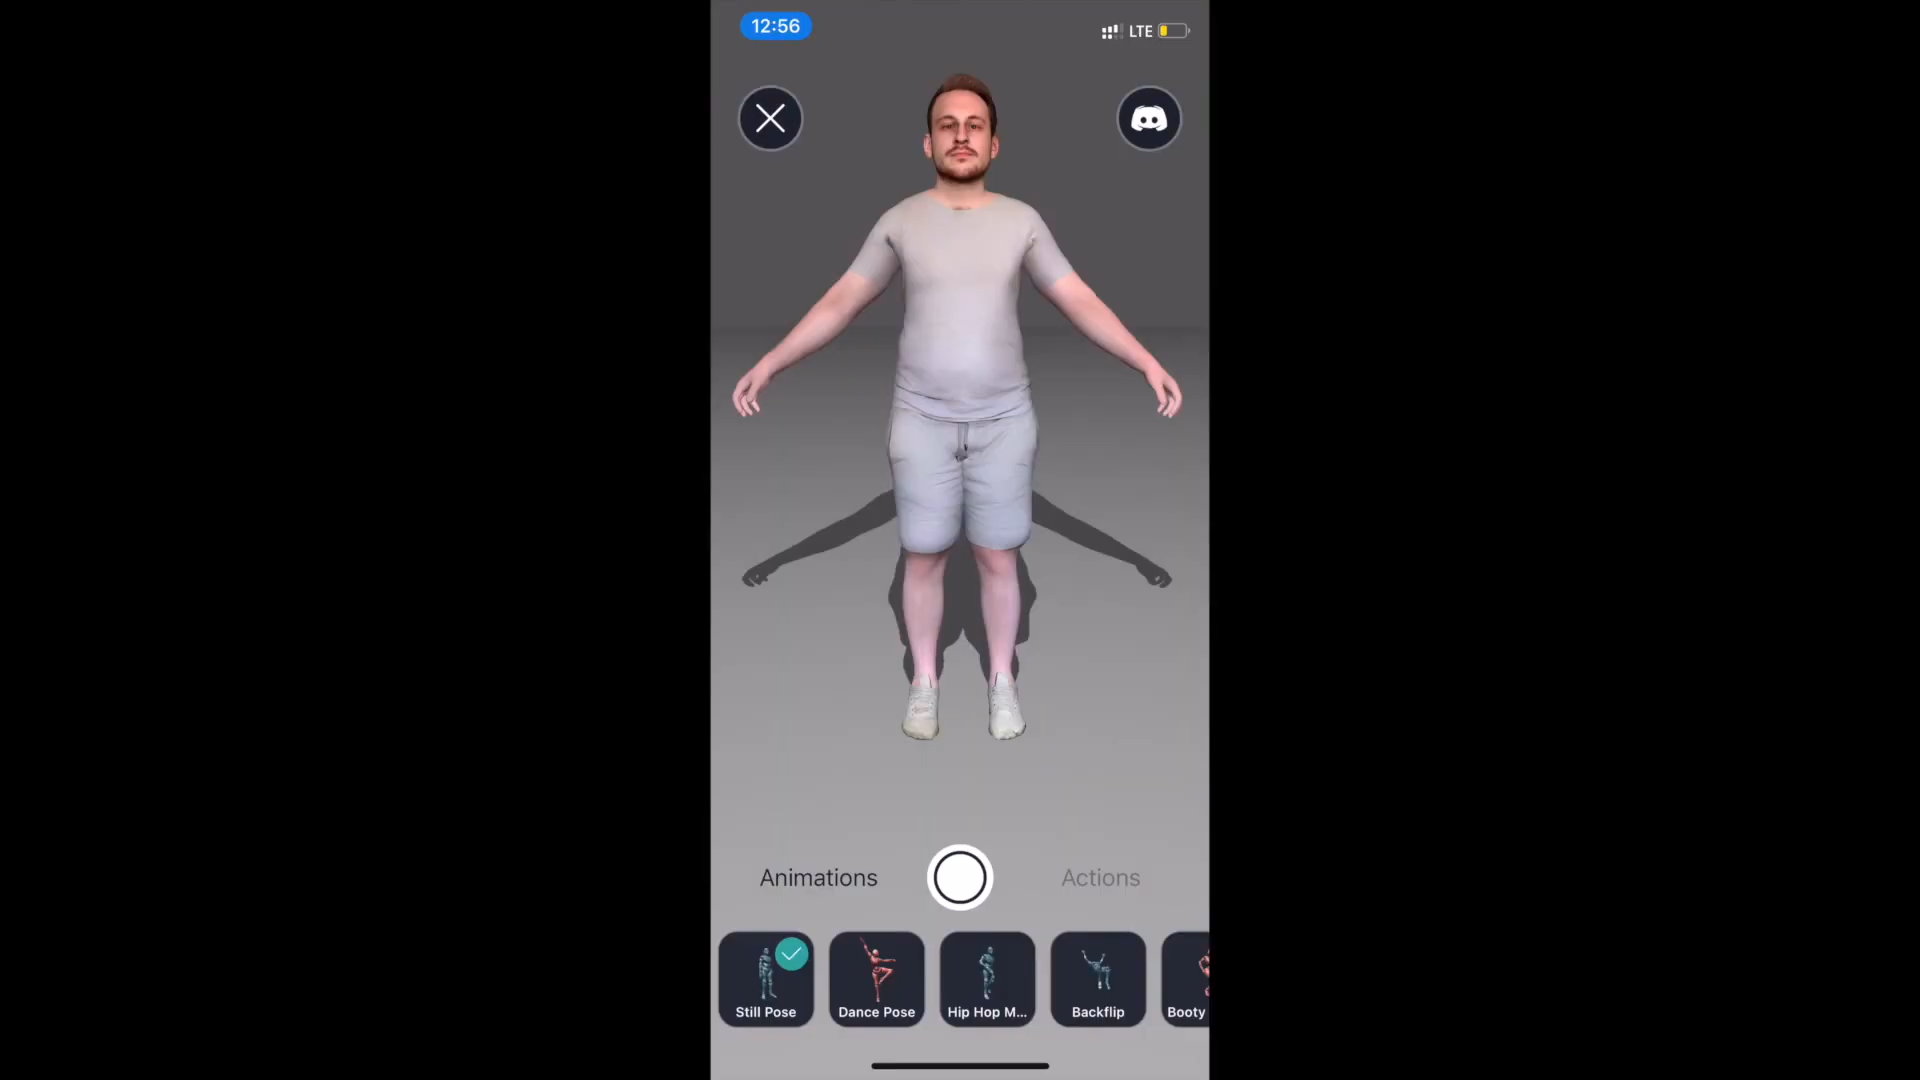 12:56
LTE
Animations
Actions
Still Pose
Dance Pose
Hip Hop M...
Backflip
Booty